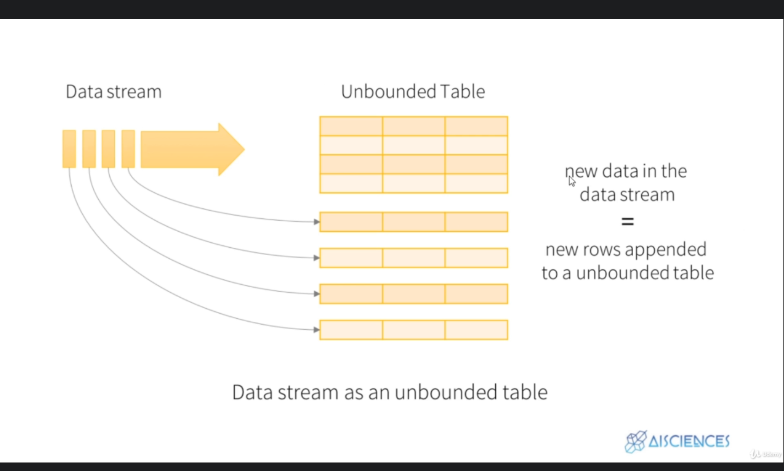 Data stream
Unbounded Table
new data in the
data stream
=
new rows appended
to a unbounded table
Data stream as an unbounded table
AISCIENCES